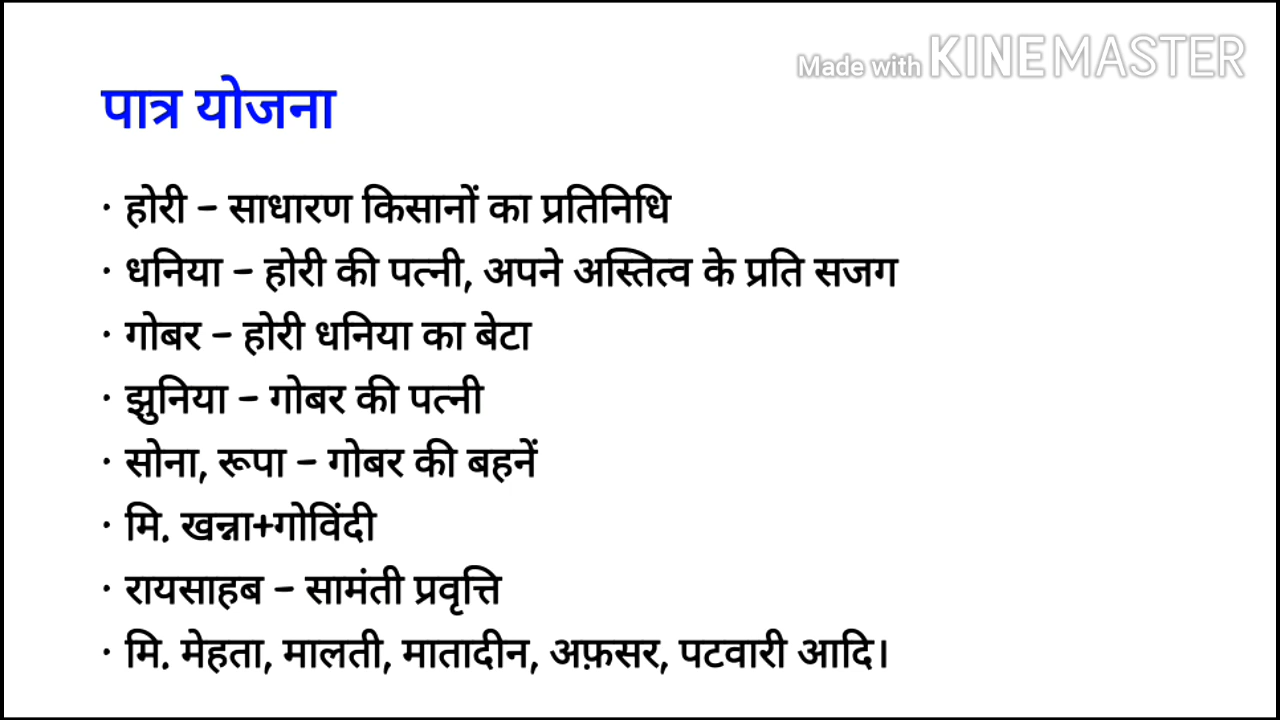 Made with KINEMASTER
पात्र योजना
· होरी – साधारण किसानों का प्रतिनिधि
· धनिया – होरी की पत्नी, अपने अस्तित्व के प्रति सजग
· गोबर – होरी धनिया का बेटा
· झुनिया – गोबर की पत्नी
· सोना, रूपा – गोबर की बहनें
· मि. खन्ना+गोविंदी
· रायसाहब – सामंती प्रवृत्ति
· मि. मेहता, मालती, मातादीन, अफ़सर, पटवारी आदि।